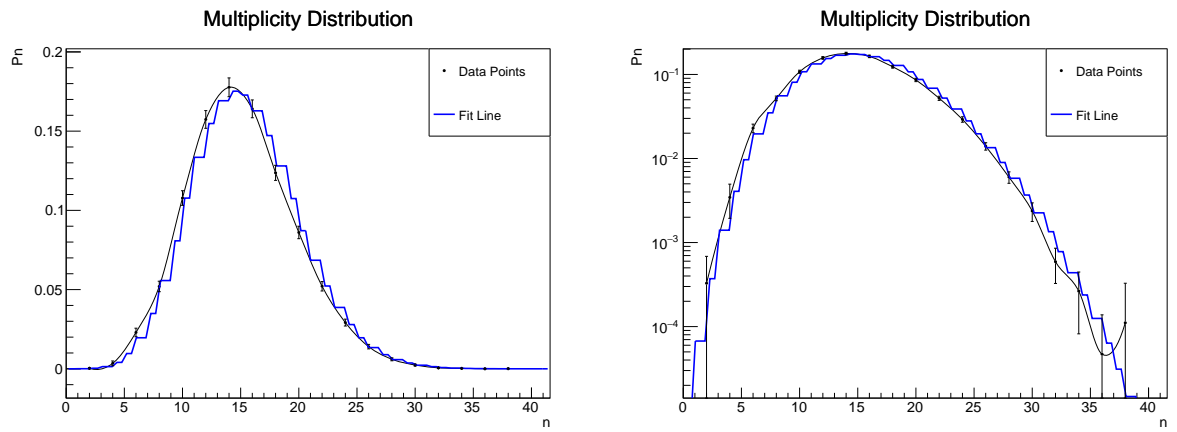 Multiplicity Distribution
Pn
0.2
0.15
0.1
0.05
0
Data Points
Fit Line
0 5 10 15 20 25 30 35 40
n
Multiplicity Distribution
Pn
10⁻¹
10⁻²
10⁻³
10⁻⁴
Data Points
Fit Line
0 5 10 15 20 25 30 35 40
n